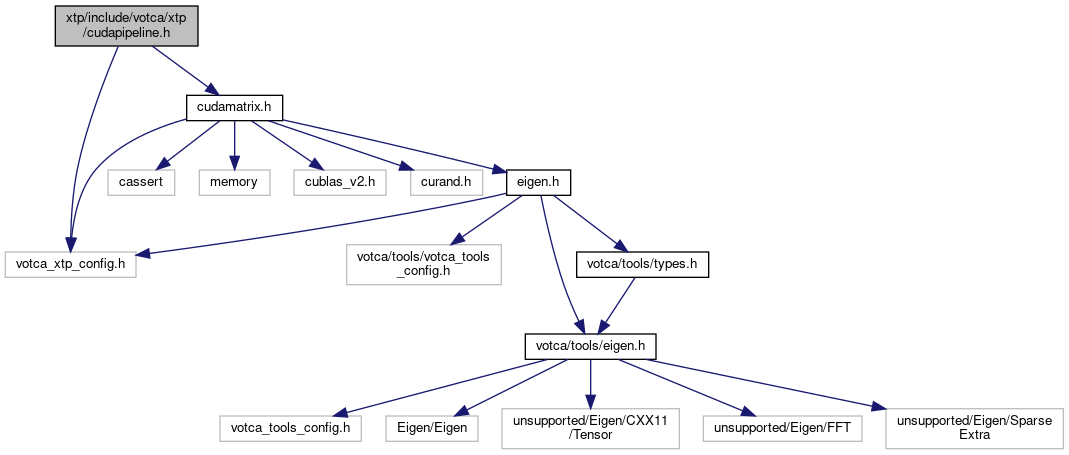 xtp/include/votca/xtp
/cudapipeline.h
cudamatrix.h
cassert
memory
cublas_v2.h
curand.h
eigen.h
votca_xtp_config.h
votca/tools/votca_tools
_config.h
votca/tools/types.h
votca/tools/eigen.h
votca_tools_config.h
Eigen/Eigen
unsupported/Eigen/CXX11
/Tensor
unsupported/Eigen/FFT
unsupported/Eigen/Sparse
Extra